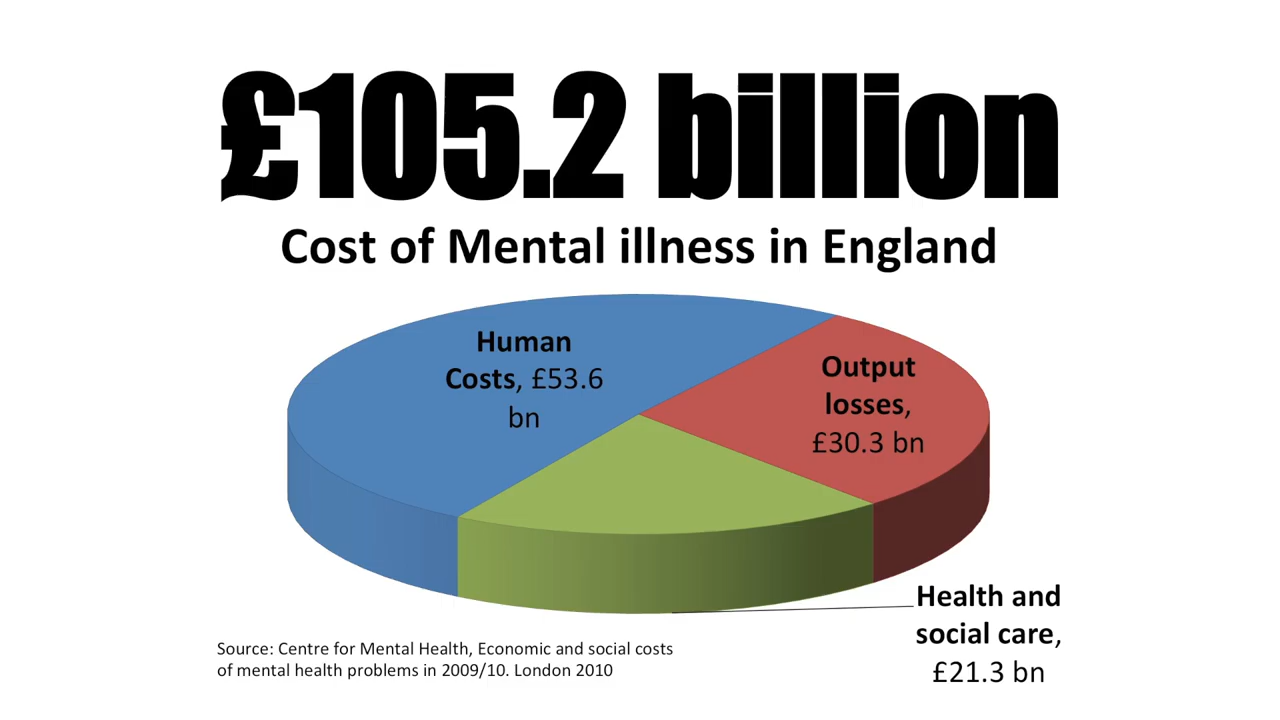 £105.2 billion
Cost of Mental illness in England
Human
Costs, £53.6
bn
Output
losses,
£30.3 bn
Health and
social care,
£21.3 bn
Source: Centre for Mental Health, Economic and social costs
of mental health problems in 2009/10. London 2010